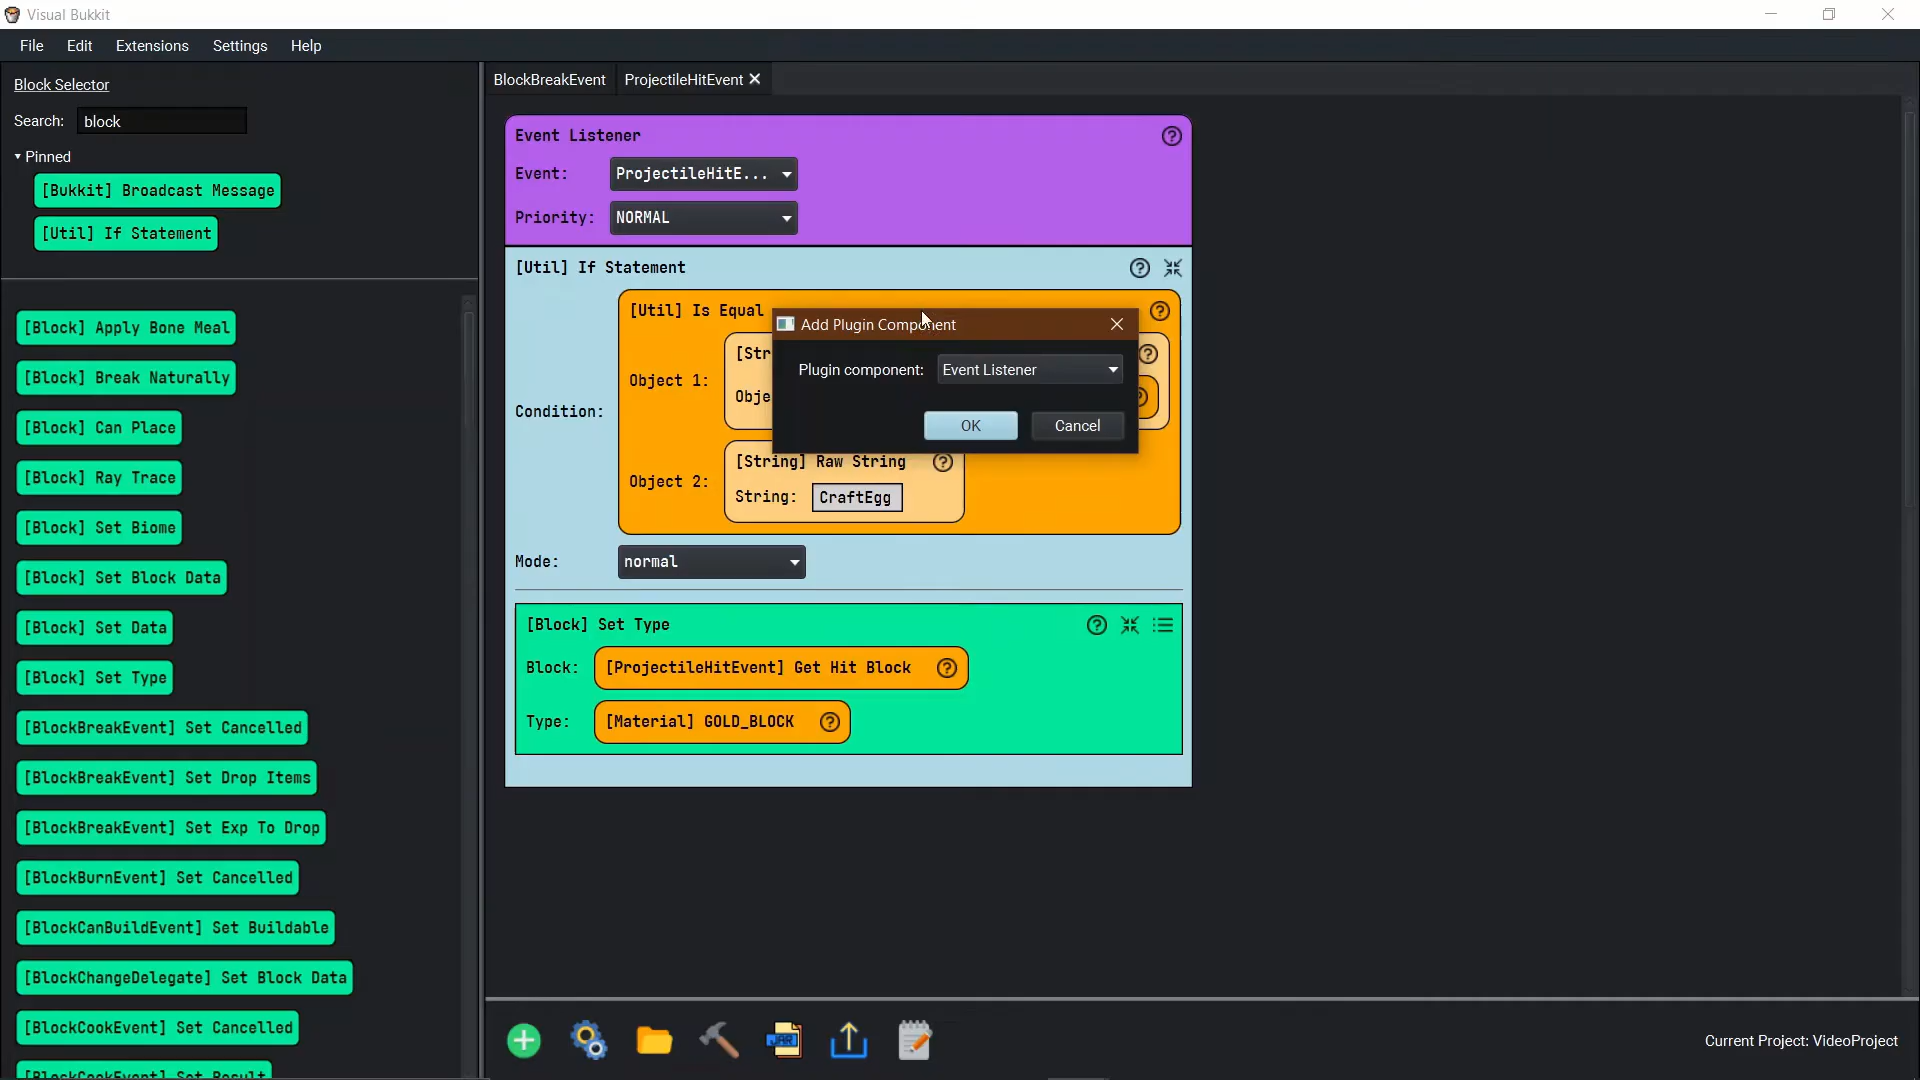 Visual Bukkit
File Edit Extensions Settings Help
Block Selector
Search: block
Pinned
[Bukkit] Broadcast Message
[Util] If Statement
[Block] Apply Bone Meal
[Block] Break Naturally
[Block] Can Place
[Block] Ray Trace
[Block] Set Biome
[Block] Set Block Data
[Block] Set Data
[Block] Set Type
[BlockBreakEvent] Set Cancelled
[BlockBreakEvent] Set Drop Items
[BlockBreakEvent] Set Exp To Drop
[BlockBurnEvent] Set Cancelled
[BlockCanBuildEvent] Set Buildable
[BlockChangeDelegate] Set Block Data
[BlockCookEvent] Set Cancelled
[BlockCookEvent] Set Result
BlockBreakEvent ProjectileHitEvent
Event Listener
Event: ProjectileHitE...
Priority: NORMAL
[Util] If Statement
Condition:
[Util] Is Equal
Object 1:
[Str
Obje
Object 2:
[String] Raw String
String: CraftEgg
Mode: normal
[Block] Set Type
Block: [ProjectileHitEvent] Get Hit Block
Type: [Material] GOLD_BLOCK
Add Plugin Component
Plugin component: Event Listener
OK Cancel
JAR
Current Project: VideoProject